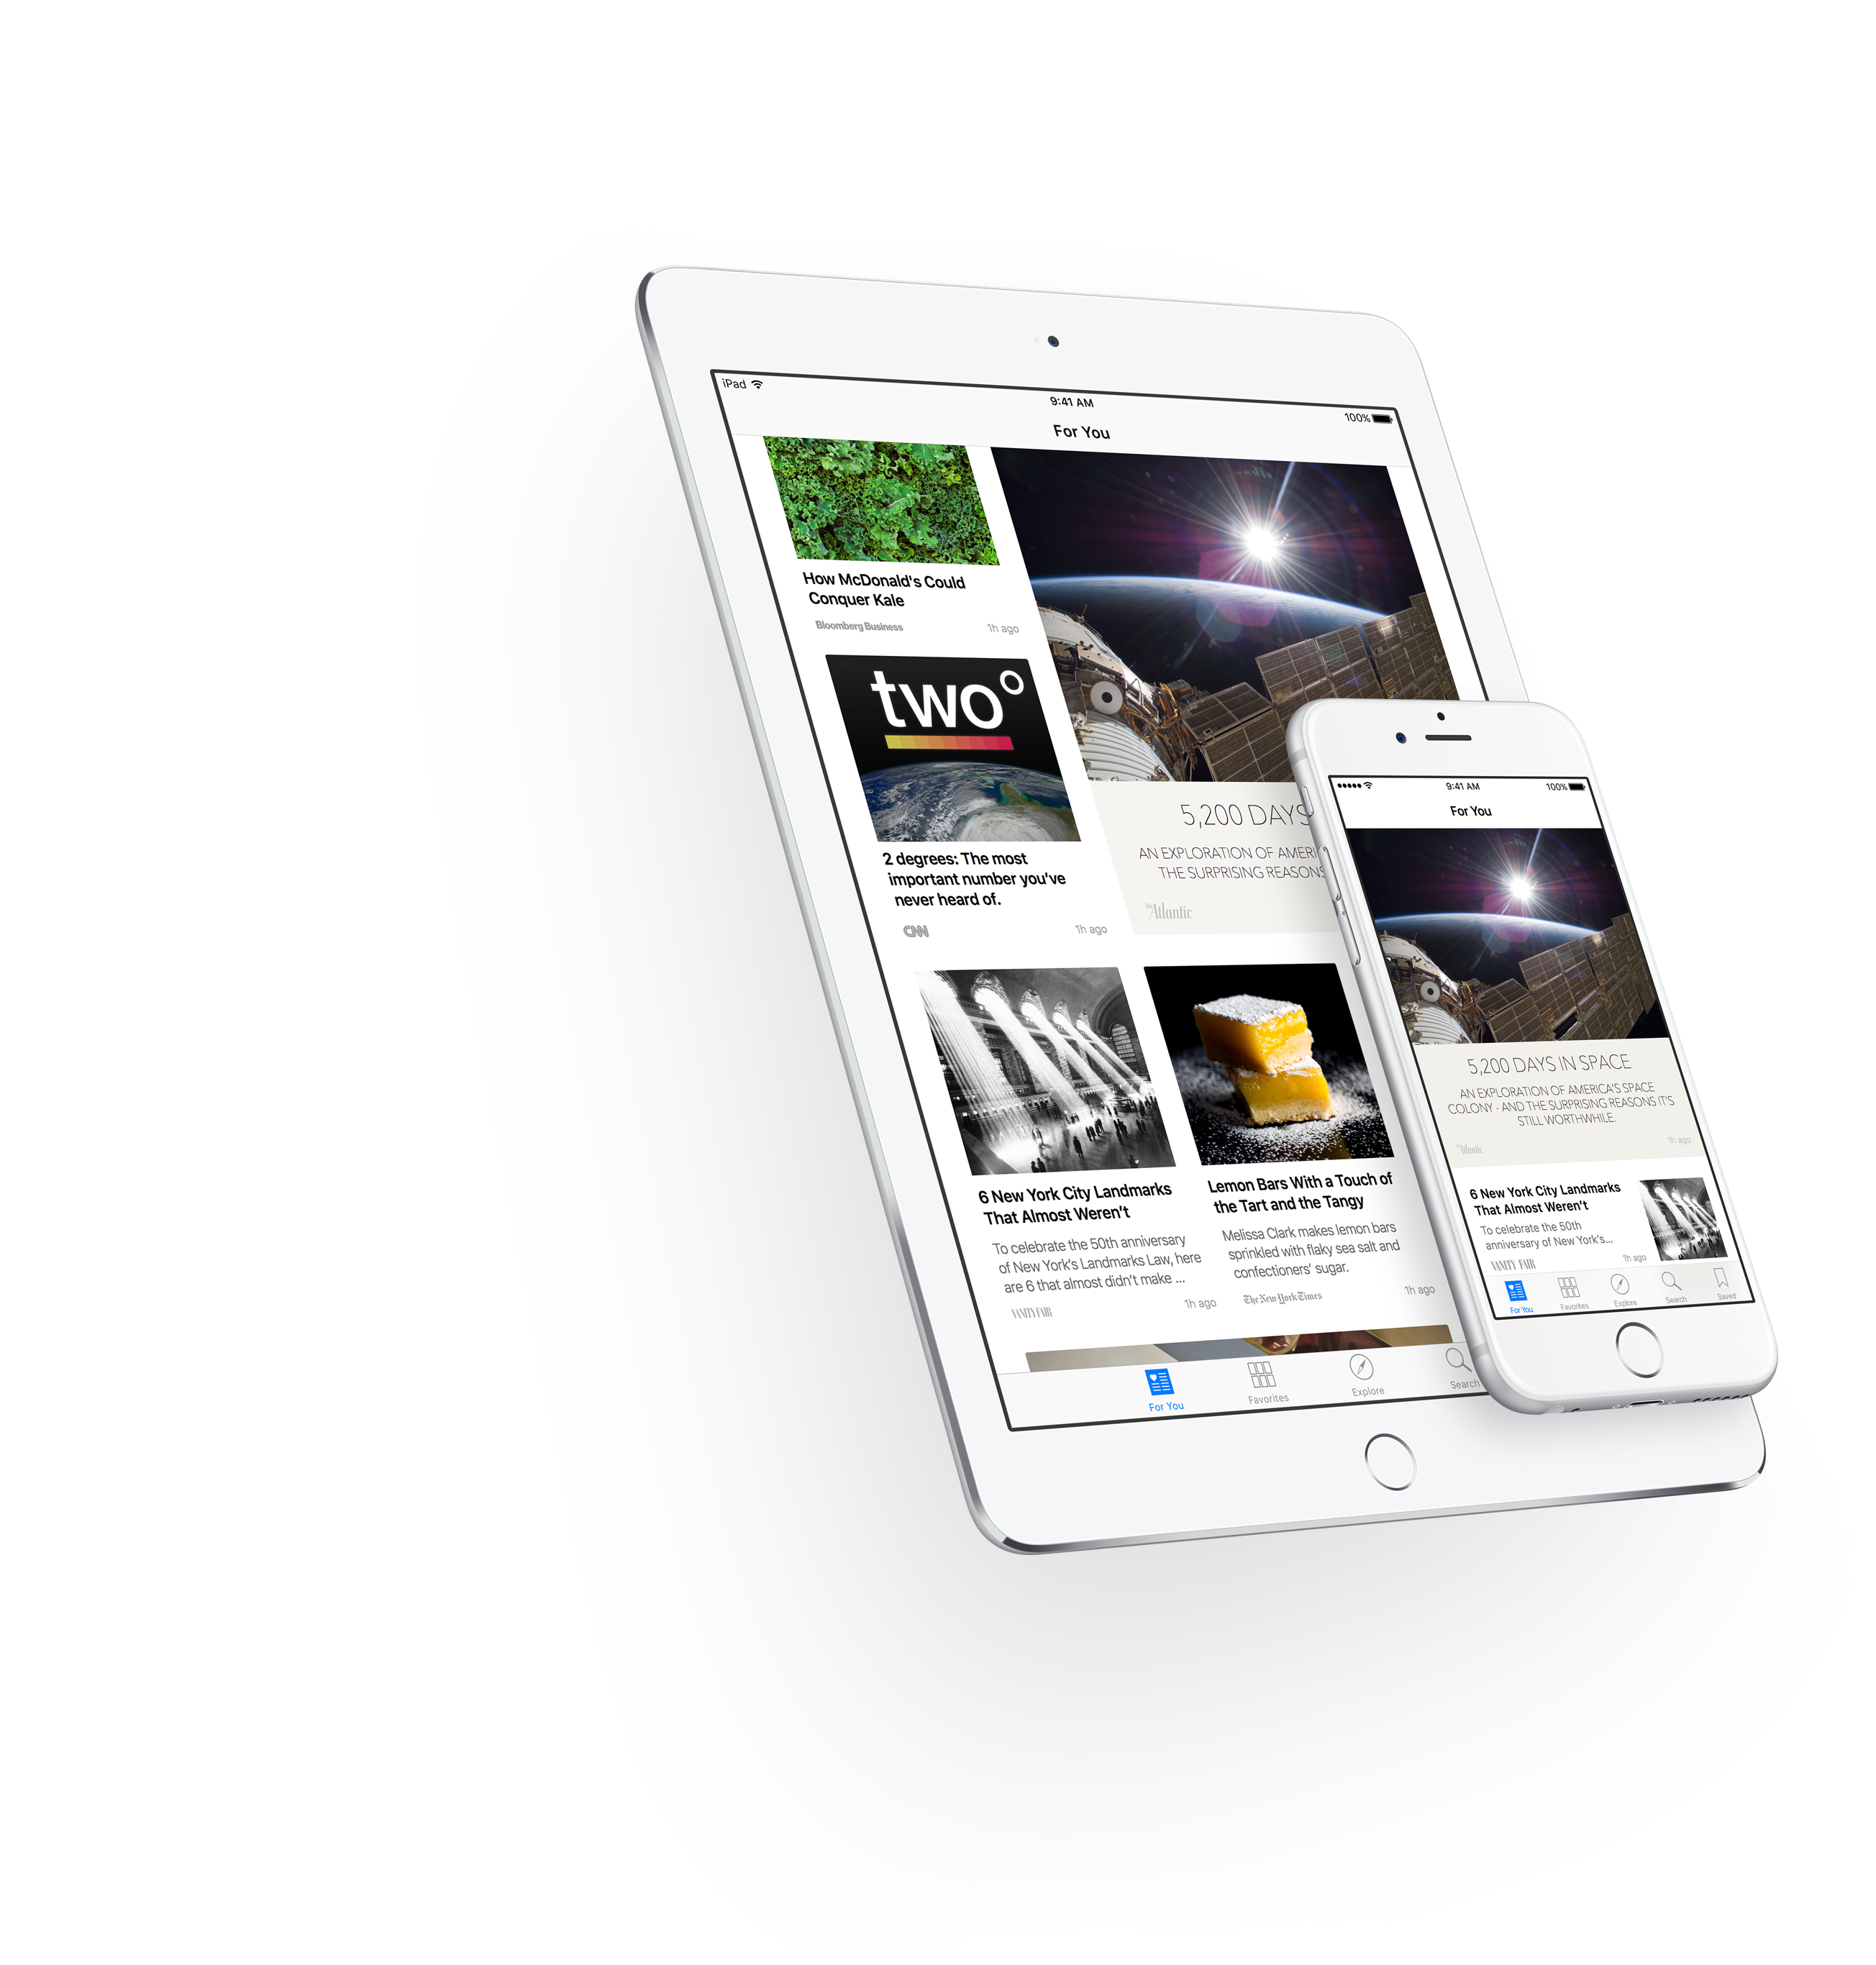 iPad
9:41 AM
100%
For You
How McDonald's Could
Conquer Kale
Bloomberg Business
1h ago
two°
2 degrees: The most
important number you've
never heard of.
CNN
1h ago
5,200 DAYS
AN EXPLORATION OF AMERI
THE SURPRISING REASONS
The Atlantic
6 New York City Landmarks
That Almost Weren't
To celebrate the 50th anniversary
of New York's Landmarks Law, here
are 6 that almost didn't make ...
VANITY FAIR
1h ago
Lemon Bars With a Touch of
the Tart and the Tangy
Melissa Clark makes lemon bars
sprinkled with flaky sea salt and
confectioners' sugar.
The New York Times
1h ago
For You
Favorites
Explore
Search
9:41 AM
100%
For You
5,200 DAYS IN SPACE
AN EXPLORATION OF AMERICA'S SPACE
COLONY - AND THE SURPRISING REASONS IT'S
STILL WORTHWHILE.
The Atlantic
1h ago
6 New York City Landmarks
That Almost Weren't
To celebrate the 50th
anniversary of New York's...
VANITY FAIR
1h ago
For You
Favorites
Explore
Search
Saved